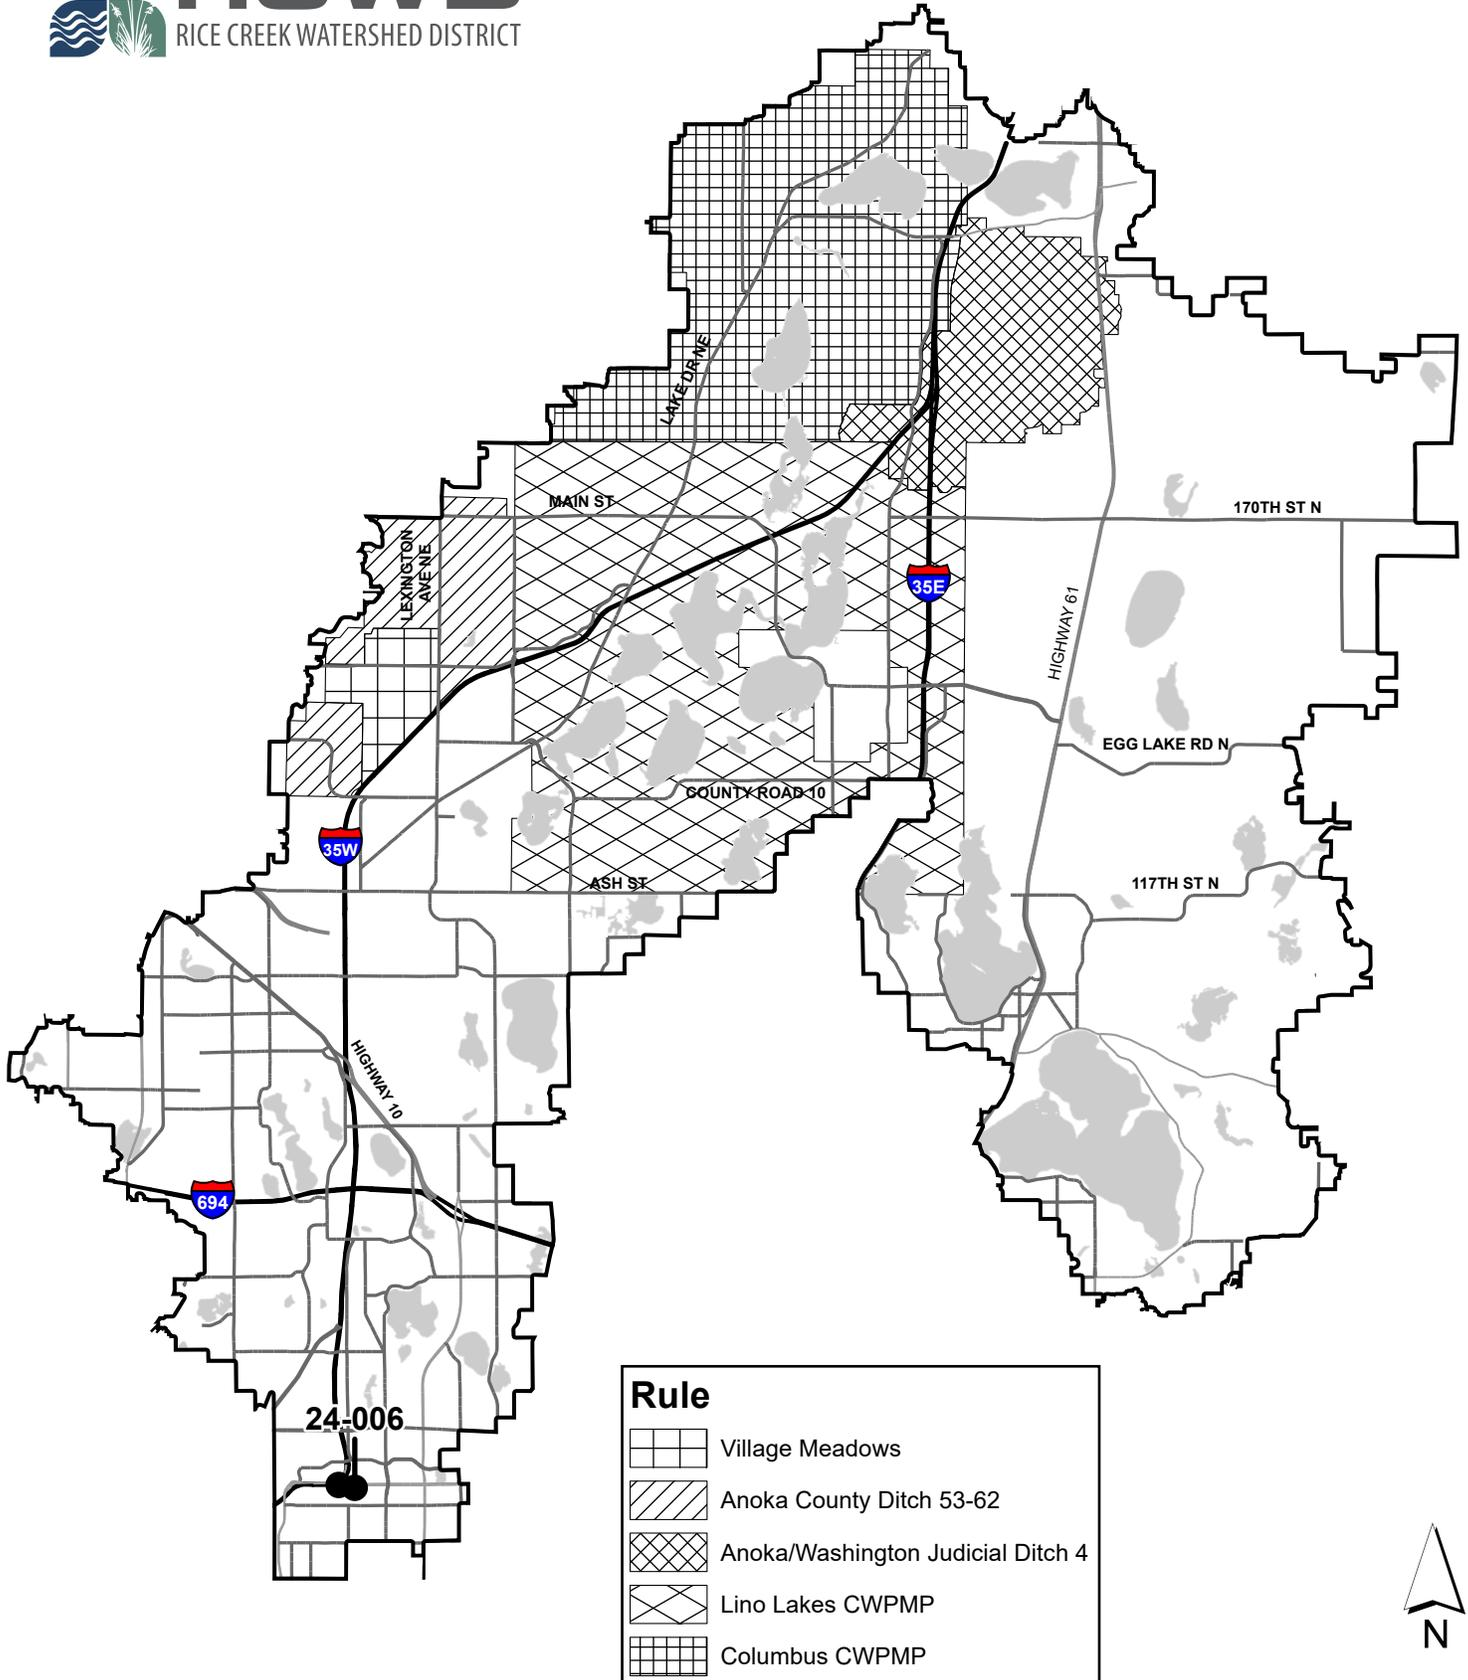 RICE CREEK WATERSHED DISTRICT
LAKE DR NE
MAIN ST
170TH ST N
LEXINGTON
AVE NE
35E
HIGHWAY 61
EGG LAKE RD N
COUNTY ROAD 10
35W
ASH ST
117TH ST N
HIGHWAY 10
694
24-006
Rule
Village Meadows
Anoka County Ditch 53-62
Anoka/Washington Judicial Ditch 4
Lino Lakes CWPMP
Columbus CWPMP
N